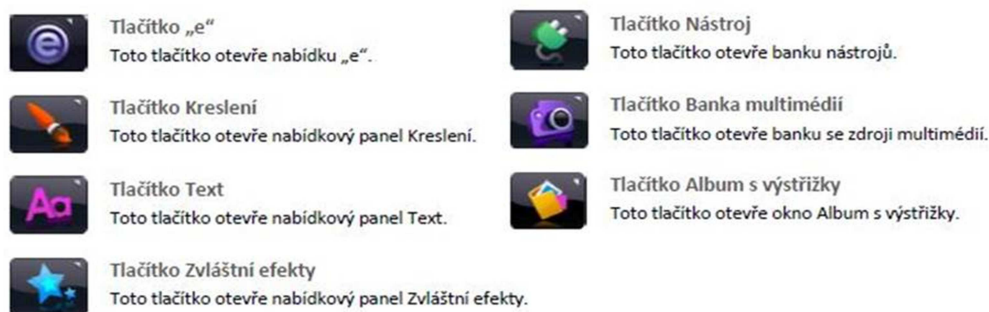 Tlačítko „e“
Toto tlačítko otevře nabídku „e“.
Tlačítko Kreslení
Toto tlačítko otevře nabídkový panel Kreslení.
Tlačítko Text
Toto tlačítko otevře nabídkový panel Text.
Tlačítko Zvláštní efekty
Toto tlačítko otevře nabídkový panel Zvláštní efekty.
Tlačítko Nástroj
Toto tlačítko otevře banku nástrojů.
Tlačítko Banka multimédií
Toto tlačítko otevře banku se zdroji multimédií.
Tlačítko Album s výstřižky
Toto tlačítko otevře okno Album s výstřižky.